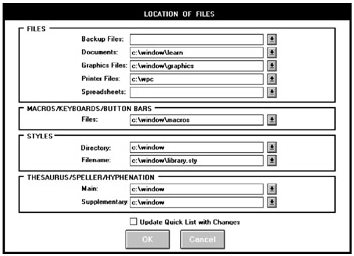 LOCATION OF FILES
FILES
Backup Files:
Documents: c:\window\learn
Graphics Files: c:\window\graphics
Printer Files: c:\wpc
Spreadsheets:
MACROS/KEYBOARDS/BUTTON BARS
Files: c:\window\macros
STYLES
Directory: c:\window
Filename: c:\window\library.sty
THESAURUS/SPELLER/HYPHENATION
Main: c:\window
Supplementary c:\window
Update Quick List with Changes
OK Cancel